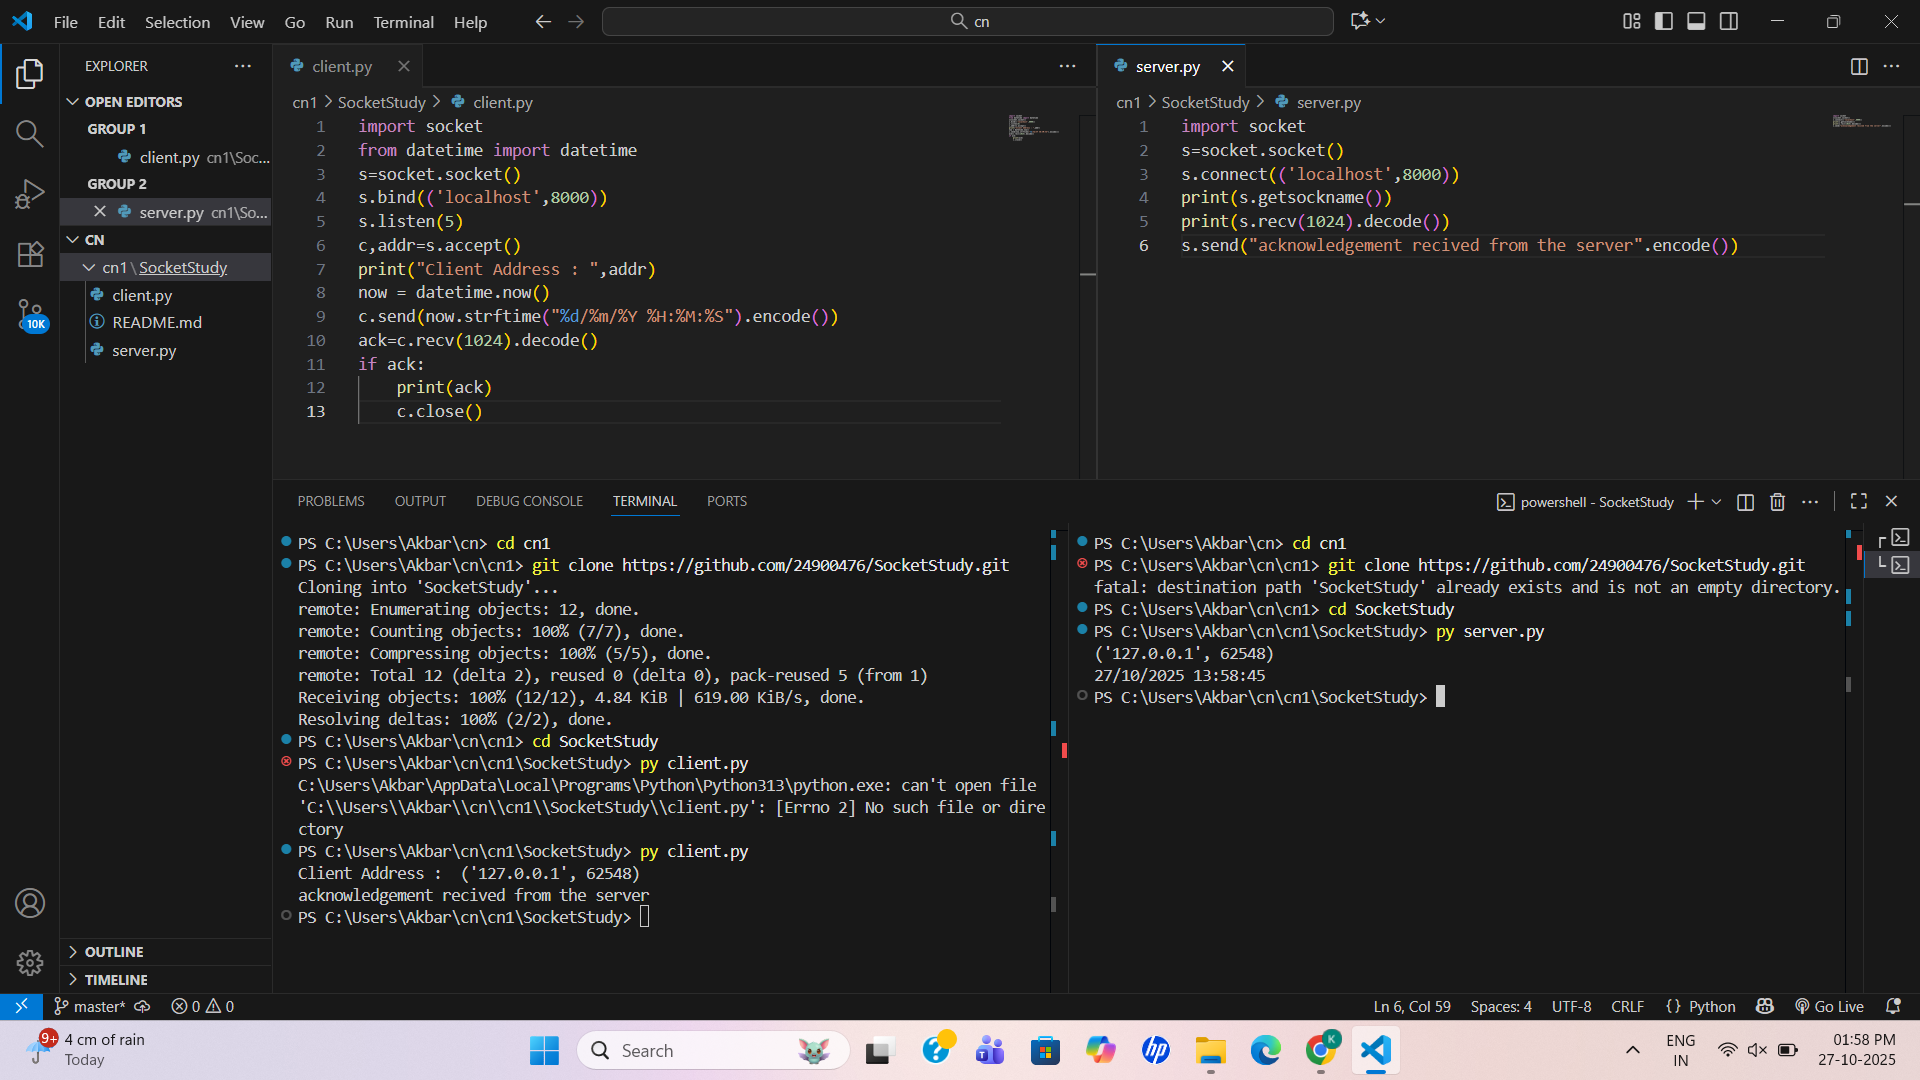 File Edit Selection View Go Run Terminal Help
cn
EXPLORER
OPEN EDITORS
GROUP 1
client.py cn1\Soc...
GROUP 2
server.py cn1\So...
CN
cn1\SocketStudy
client.py
README.md
server.py
10K
OUTLINE
TIMELINE
client.py
cn1 > SocketStudy > client.py
1 import socket
2 from datetime import datetime
3 s=socket.socket()
4 s.bind(('localhost',8000))
5 s.listen(5)
6 c,addr=s.accept()
7 print("Client Address : ",addr)
8 now = datetime.now()
9 c.send(now.strftime("%d/%m/%Y %H:%M:%S").encode())
10 ack=c.recv(1024).decode()
11 if ack:
12     print(ack)
13     c.close()
server.py
cn1 > SocketStudy > server.py
1 import socket
2 s=socket.socket()
3 s.connect(('localhost',8000))
4 print(s.getsockname())
5 print(s.recv(1024).decode())
6 s.send("acknowledgement recived from the server".encode())
PROBLEMS OUTPUT DEBUG CONSOLE TERMINAL PORTS
powershell - SocketStudy
PS C:\Users\Akbar\cn> cd cn1
PS C:\Users\Akbar\cn\cn1> git clone https://github.com/24900476/SocketStudy.git
Cloning into 'SocketStudy'...
remote: Enumerating objects: 12, done.
remote: Counting objects: 100% (7/7), done.
remote: Compressing objects: 100% (5/5), done.
remote: Total 12 (delta 2), reused 0 (delta 0), pack-reused 5 (from 1)
Receiving objects: 100% (12/12), 4.84 KiB | 619.00 KiB/s, done.
Resolving deltas: 100% (2/2), done.
PS C:\Users\Akbar\cn\cn1> cd SocketStudy
PS C:\Users\Akbar\cn\cn1\SocketStudy> py client.py
C:\Users\Akbar\AppData\Local\Programs\Python\Python313\python.exe: can't open file
'C:\\Users\\Akbar\\cn\\cn1\\SocketStudy\\client.py': [Errno 2] No such file or dire
ctory
PS C:\Users\Akbar\cn\cn1\SocketStudy> py client.py
Client Address :  ('127.0.0.1', 62548)
acknowledgement recived from the server
PS C:\Users\Akbar\cn\cn1\SocketStudy>
PS C:\Users\Akbar\cn> cd cn1
PS C:\Users\Akbar\cn\cn1> git clone https://github.com/24900476/SocketStudy.git
fatal: destination path 'SocketStudy' already exists and is not an empty directory.
PS C:\Users\Akbar\cn\cn1> cd SocketStudy
PS C:\Users\Akbar\cn\cn1\SocketStudy> py server.py
('127.0.0.1', 62548)
27/10/2025 13:58:45
PS C:\Users\Akbar\cn\cn1\SocketStudy>
master* 0 0
Ln 6, Col 59 Spaces: 4 UTF-8 CRLF {} Python Go Live
9+
4 cm of rain
Today
Search
hp
K
ENG
IN
01:58 PM
27-10-2025